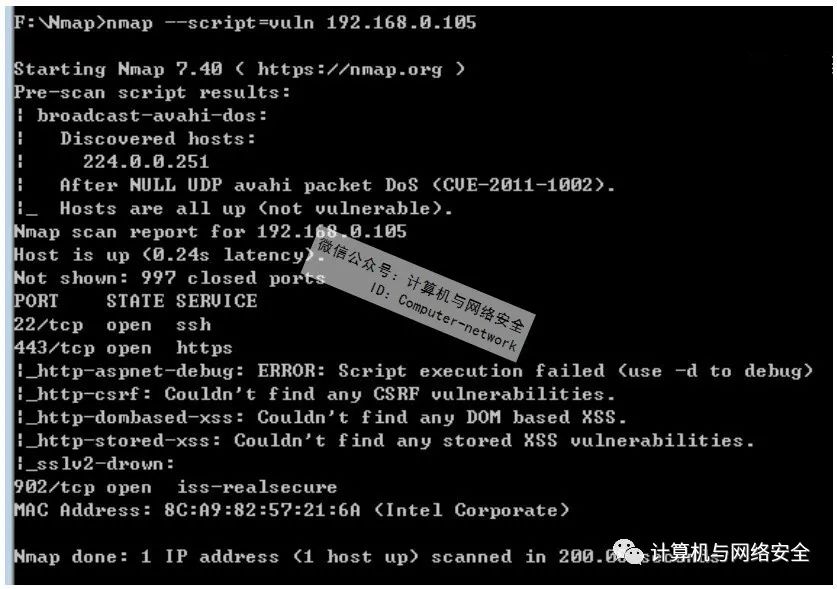 F:\Nmap>nmap --script=vuln 192.168.0.105
Starting Nmap 7.40 ( https://nmap.org )
Pre-scan script results:
| broadcast-avahi-dos:
|   Discovered hosts:
|     224.0.0.251
|   After NULL UDP avahi packet DoS (CVE-2011-1002).
|_  Hosts are all up (not vulnerable).
Nmap scan report for 192.168.0.105
Host is up (0.24s latency).
Not shown: 997 closed ports
PORT    STATE SERVICE
22/tcp  open  ssh
443/tcp open  https
|_http-aspnet-debug: ERROR: Script execution failed (use -d to debug)
|_http-csrf: Couldn't find any CSRF vulnerabilities.
|_http-dombased-xss: Couldn't find any DOM based XSS.
|_http-stored-xss: Couldn't find any stored XSS vulnerabilities.
|_sslv2-drown:
902/tcp open  iss-realsecure
MAC Address: 8C:A9:82:57:21:6A (Intel Corporate)
Nmap done: 1 IP address (1 host up) scanned in seconds
微信公众号：计算机与网络安全
ID：Computer-network
计算机与网络安全